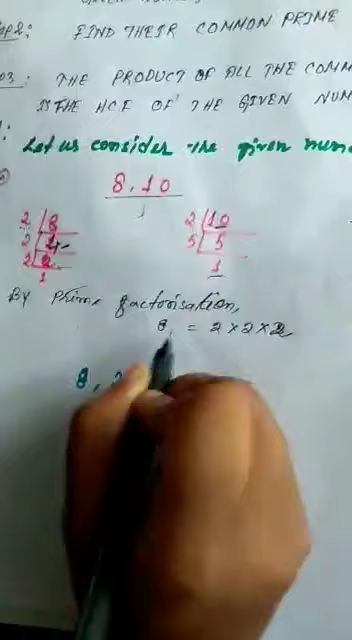 FIND THEIR COMMON PRIME
THE PRODUCT OF ALL THE COMM
IS THE HCF OF THE GIVEN NUM
Let us consider the given num
8, 10
2 | 8 2 | 10
2 | 4 5 | 5
2 | 2 1
1
By Prime factorisation,
8 = 2 × 2 × 2
8,